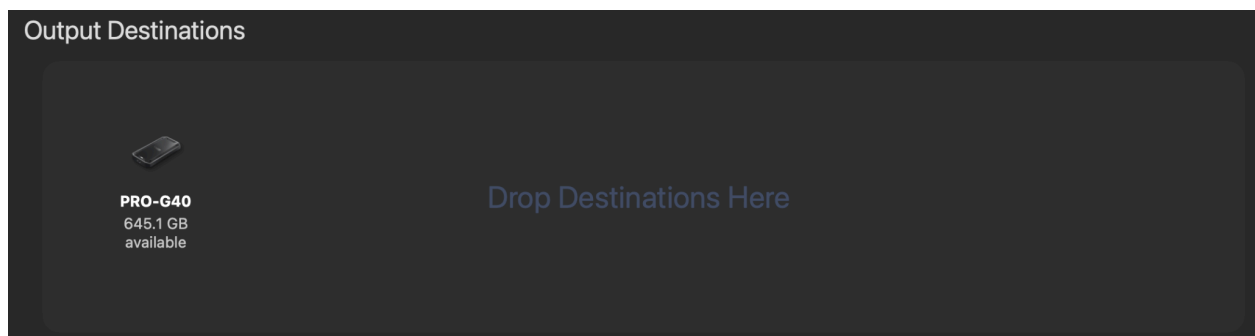 Output Destinations
PRO-G40
645.1 GB
available
Drop Destinations Here